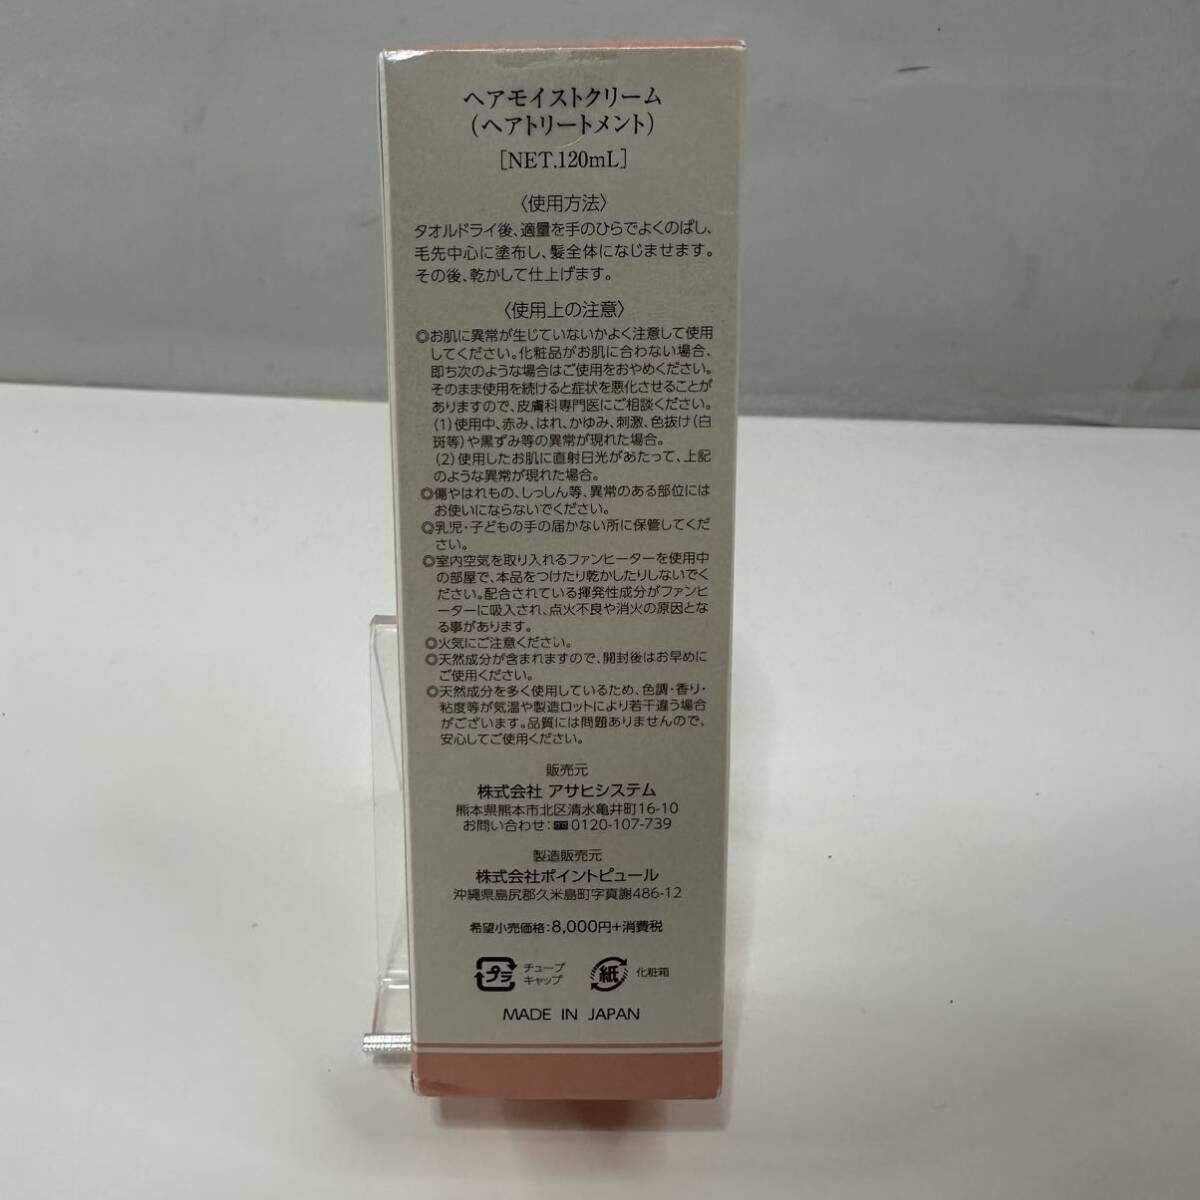 ヘアモイストクリーム
(ヘアトリートメント)
[NET.120mL]
〈使用方法〉
タオルドライ後、適量を手のひらでよくのばし、
毛先中心に塗布し、髪全体になじませます。
その後、乾かして仕上げます。
〈使用上の注意〉
◎お肌に異常が生じていないかよく注意して使用
してください。化粧品がお肌に合わない場合、
即ち次のような場合はご使用をおやめください。
そのまま使用を続けると症状を悪化させることが
ありますので、皮膚科専門医にご相談ください。
(1)使用中、赤み、はれ、かゆみ、刺激、色抜け(白
斑等)や黒ずみ等の異常が現れた場合。
(2)使用したお肌に直射日光があたって、上記
のような異常が現れた場合。
◎傷やはれもの、しっしん等、異常のある部位には
お使いにならないでください。
◎乳児・子どもの手の届かない所に保管してくだ
さい。
◎室内空気を取り入れるファンヒーターを使用中
の部屋で、本品をつけたり乾かしたりしないでく
ださい。配合されている揮発性成分がファンヒ
ーターに吸入され、点火不良や消火の原因とな
る事があります。
◎火気にご注意ください。
◎天然成分が含まれますので、開封後はお早めに
ご使用ください。
◎天然成分を多く使用しているため、色調・香り・
粘度等が気温や製造ロットにより若干違う場合
がございます。品質には問題ありませんので、
安心してご使用ください。
販売元
株式会社 アサヒシステム
熊本県熊本市北区清水亀井町16-10
お問い合わせ:0120-107-739
製造販売元
株式会社ポイントピュール
沖縄県島尻郡久米島町字真謝486-12
希望小売価格:8,000円+消費税
プラ チューブ
キャップ
紙 化粧箱
MADE IN JAPAN